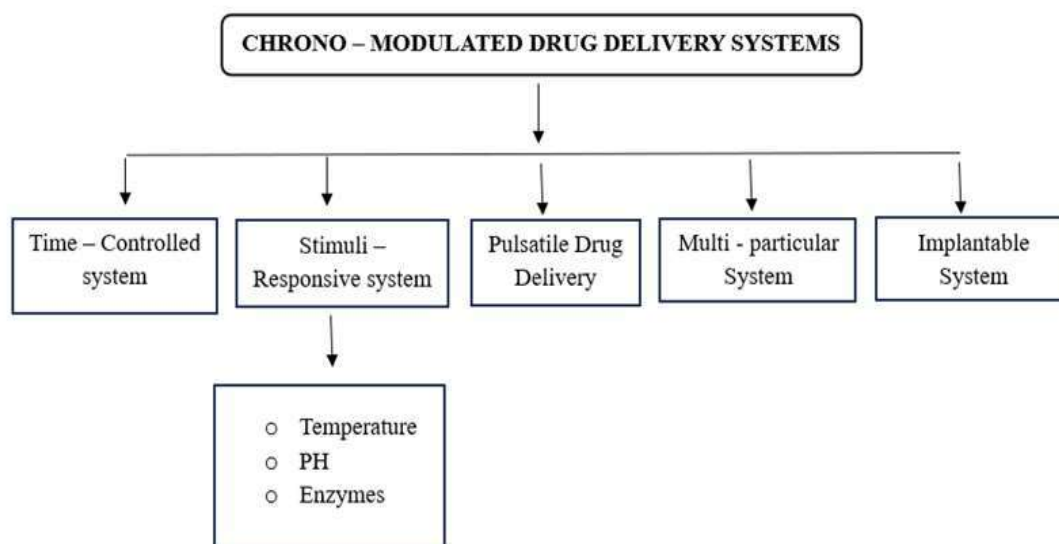 CHRONO – MODULATED DRUG DELIVERY SYSTEMS
Time – Controlled
system
Stimuli –
Responsive system
Pulsatile Drug
Delivery
Multi - particular
System
Implantable
System
o Temperature
o PH
o Enzymes